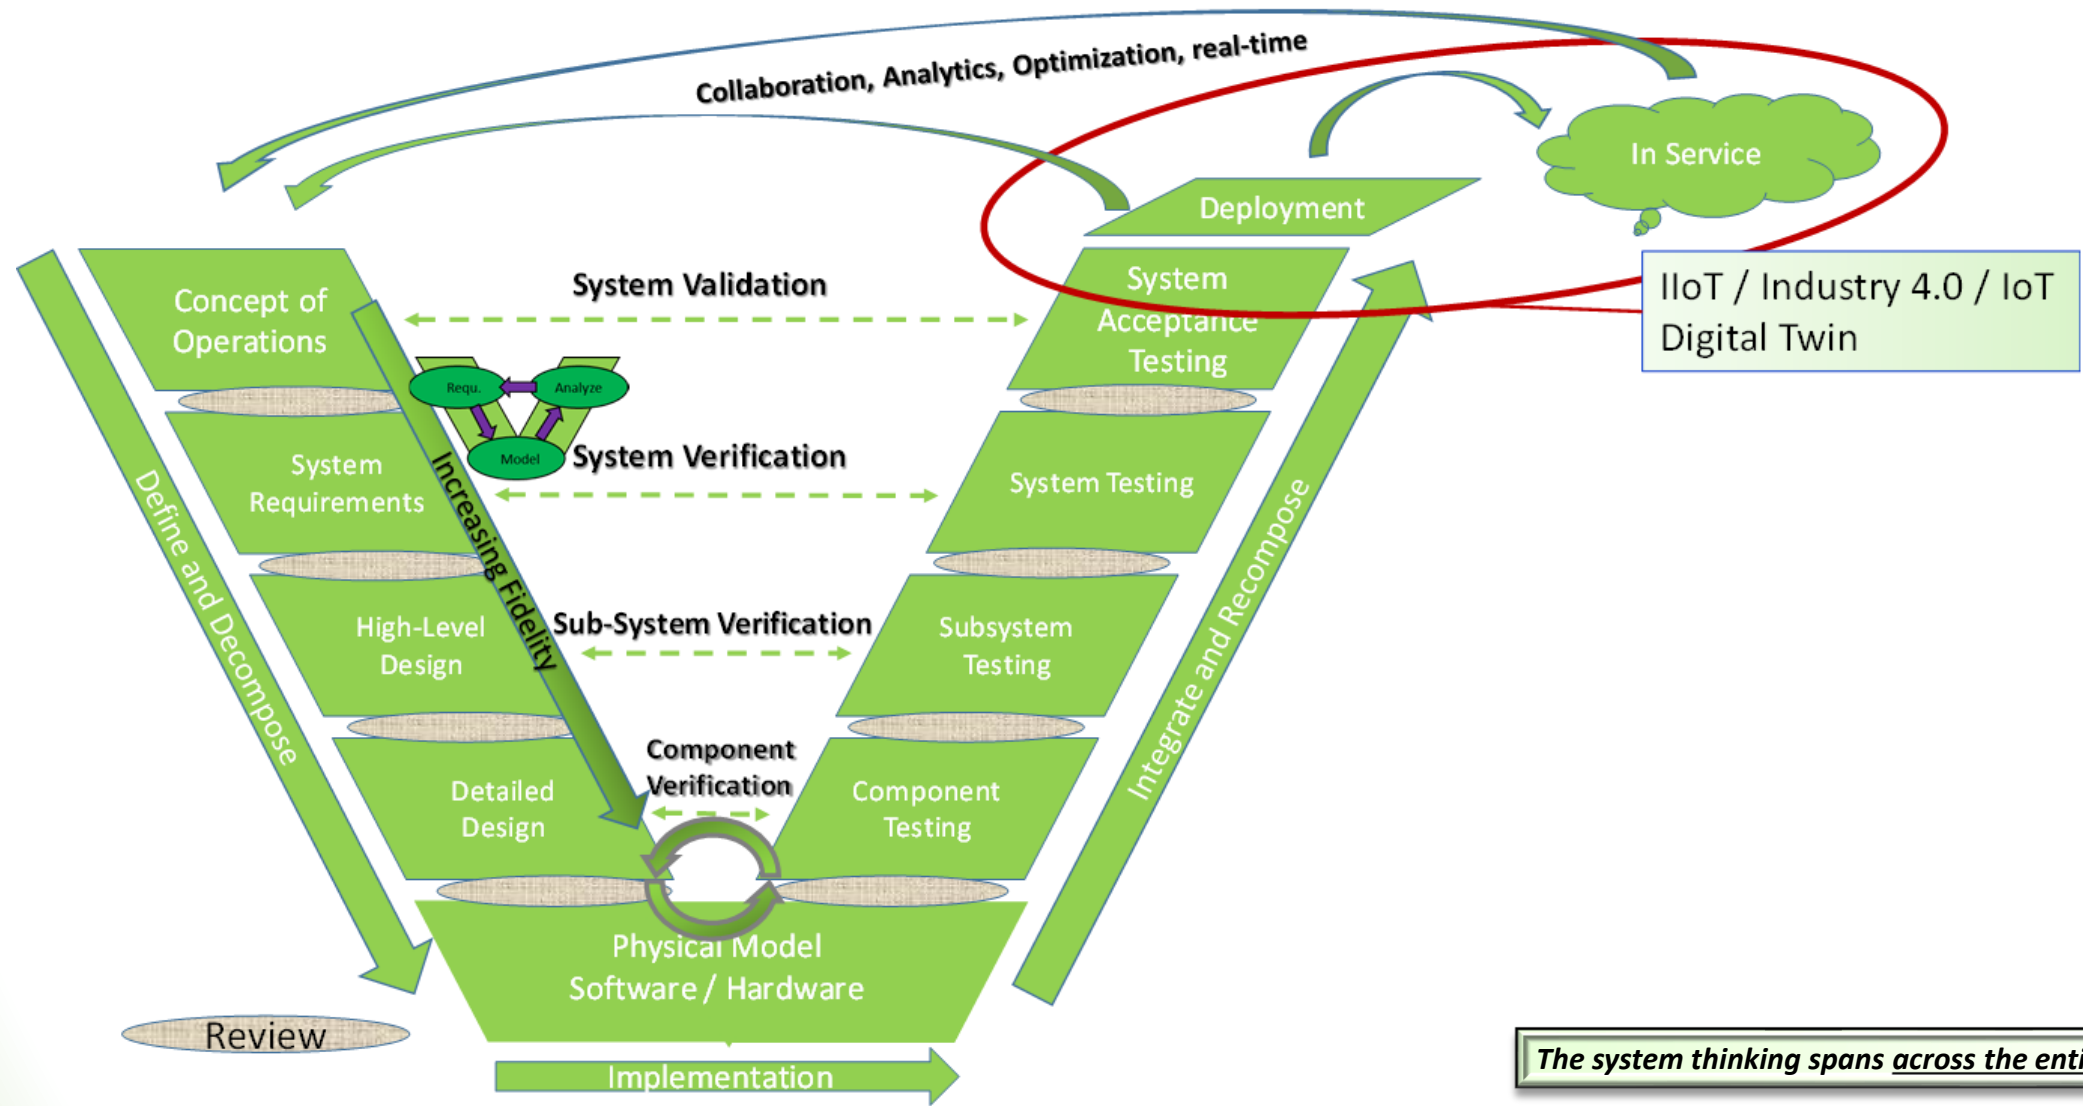 Collaboration, Analytics, Optimization, real-time
In Service
Deployment
Concept of
Operations
System Validation
System
Acceptance
Testing
IIoT / Industry 4.0 / IoT
Digital Twin
Requ.
Analyze
Model
System
Requirements
System Verification
System Testing
Define and Decompose
Increasing Fidelity
Integrate and Recompose
High-Level
Design
Sub-System Verification
Subsystem
Testing
Detailed
Design
Component
Verification
Component
Testing
Physical Model
Software / Hardware
Review
Implementation
The system thinking spans across the enti